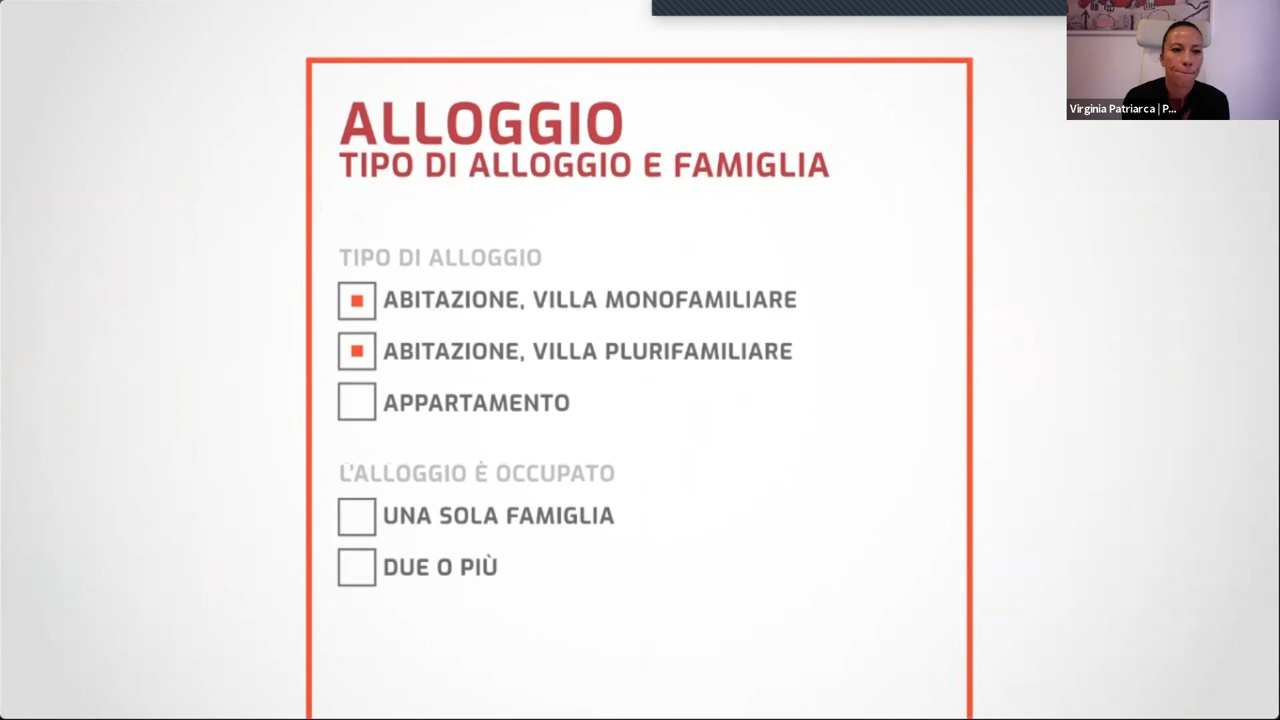 ALLOGGIO
TIPO DI ALLOGGIO E FAMIGLIA
TIPO DI ALLOGGIO
ABITAZIONE, VILLA MONOFAMILIARE
ABITAZIONE, VILLA PLURIFAMILIARE
APPARTAMENTO
L'ALLOGGIO È OCCUPATO
UNA SOLA FAMIGLIA
DUE O PIÙ
Virginia Patriarca | P...